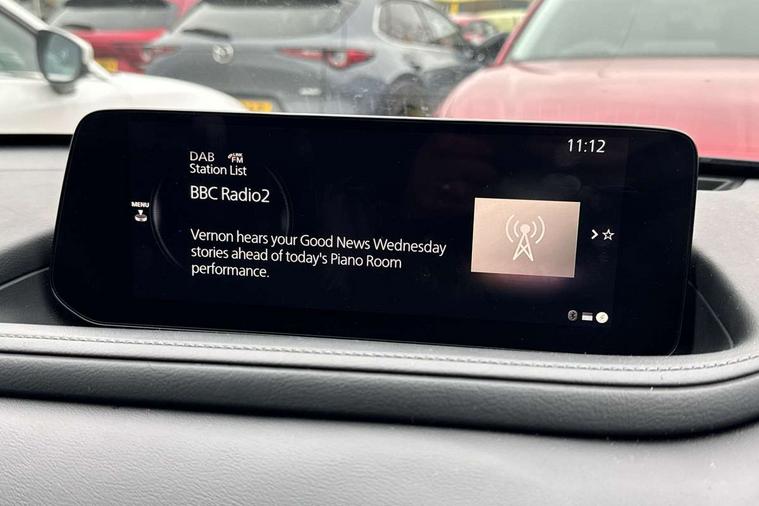 11:12
DAB LINK FM
Station List
BBC Radio2
MENU
Vernon hears your Good News Wednesday
stories ahead of today's Piano Room
performance.